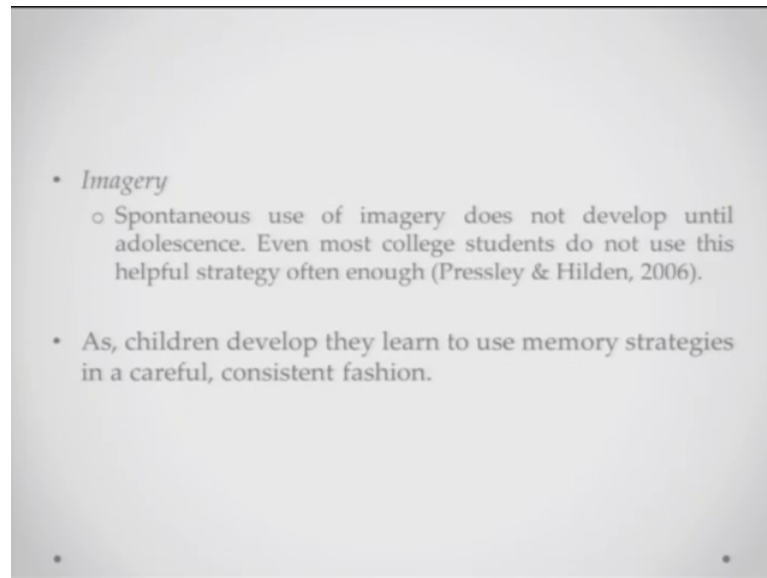 • Imagery
o Spontaneous use of imagery does not develop until
adolescence. Even most college students do not use this
helpful strategy often enough (Pressley & Hilden, 2006).
• As, children develop they learn to use memory strategies
in a careful, consistent fashion.